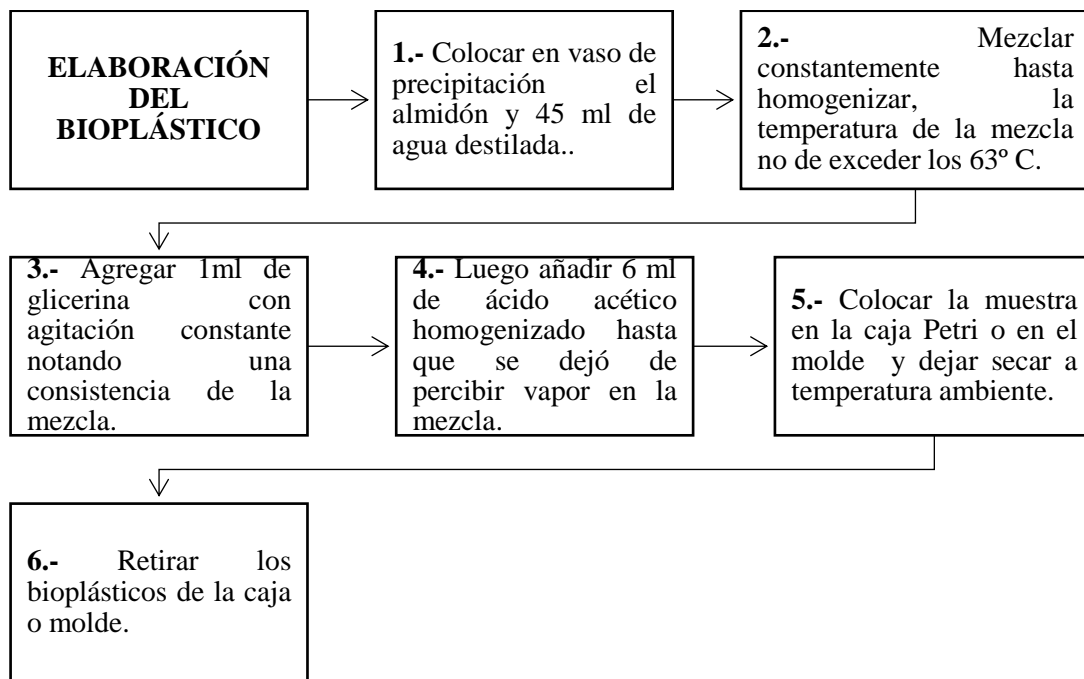 ELABORACIÓN
DEL
BIOPLÁSTICO
1.- Colocar en vaso de
precipitación el
almidón y 45 ml de
agua destilada..
2.- Mezclar
constantemente hasta
homogenizar, la
temperatura de la mezcla
no de exceder los 63º C.
3.- Agregar 1ml de
glicerina con
agitación constante
notando una
consistencia de la
mezcla.
4.- Luego añadir 6 ml
de ácido acético
homogenizado hasta
que se dejó de
percibir vapor en la
mezcla.
5.- Colocar la muestra
en la caja Petri o en el
molde y dejar secar a
temperatura ambiente.
6.- Retirar los
bioplásticos de la caja
o molde.